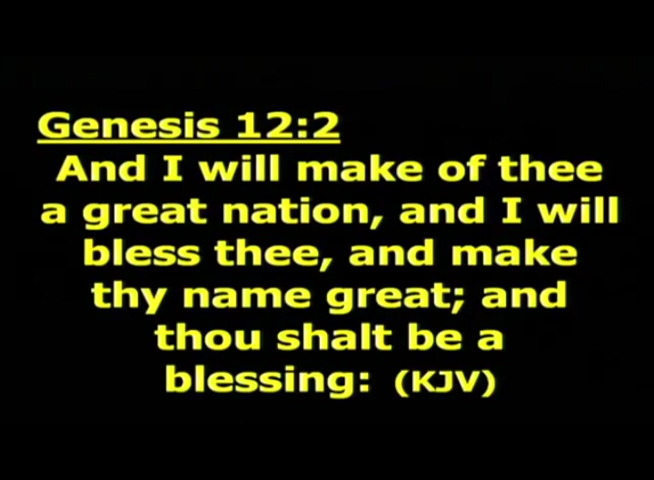 Genesis 12:2
And I will make of thee
a great nation, and I will
bless thee, and make
thy name great; and
thou shalt be a
blessing: (KJV)